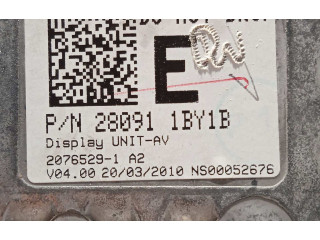 E
P/N 28091 1BY1B
Display UNIT-AV
2076529-1 A2
V04.00 20/03/2010 NS00052676